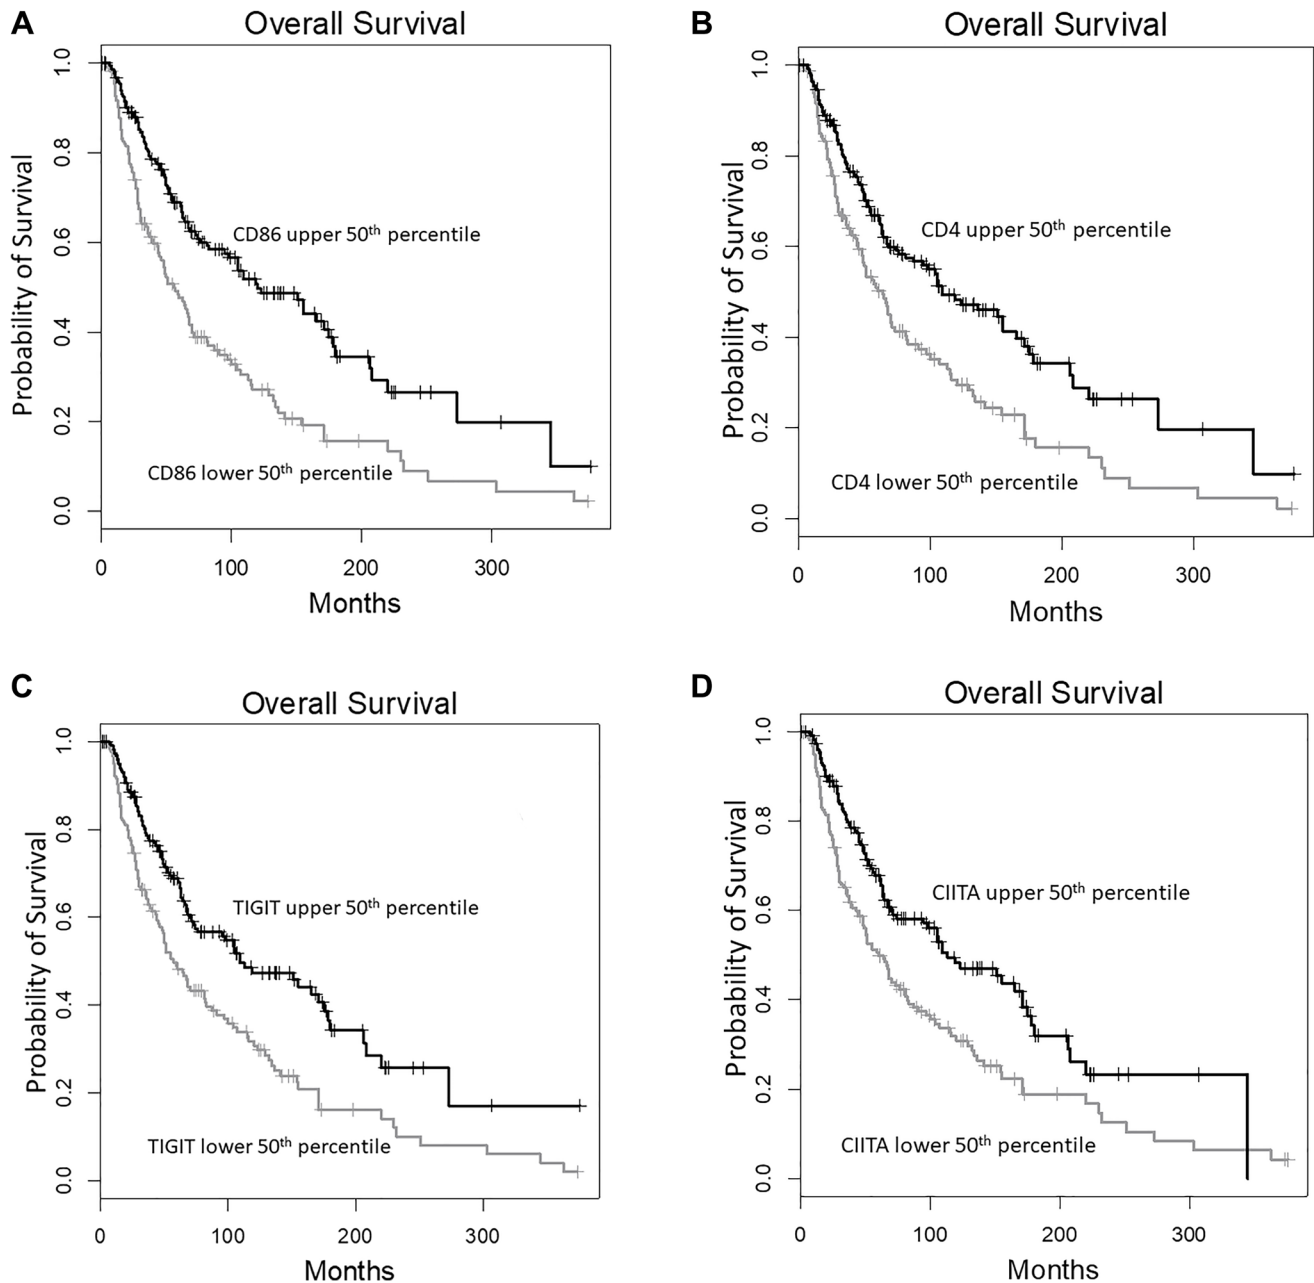 A
Overall Survival
Probability of Survival
1.0
0.8
0.6
0.4
0.2
0.0
CD86 upper 50th percentile
CD86 lower 50th percentile
0 100 200 300
Months
B
Overall Survival
Probability of Survival
1.0
0.8
0.6
0.4
0.2
0.0
CD4 upper 50th percentile
CD4 lower 50th percentile
0 100 200 300
Months
C
Overall Survival
Probability of Survival
1.0
0.8
0.6
0.4
0.2
0.0
TIGIT upper 50th percentile
TIGIT lower 50th percentile
0 100 200 300
Months
D
Overall Survival
Probability of Survival
1.0
0.8
0.6
0.4
0.2
0.0
CIITA upper 50th percentile
CIITA lower 50th percentile
0 100 200 300
Months